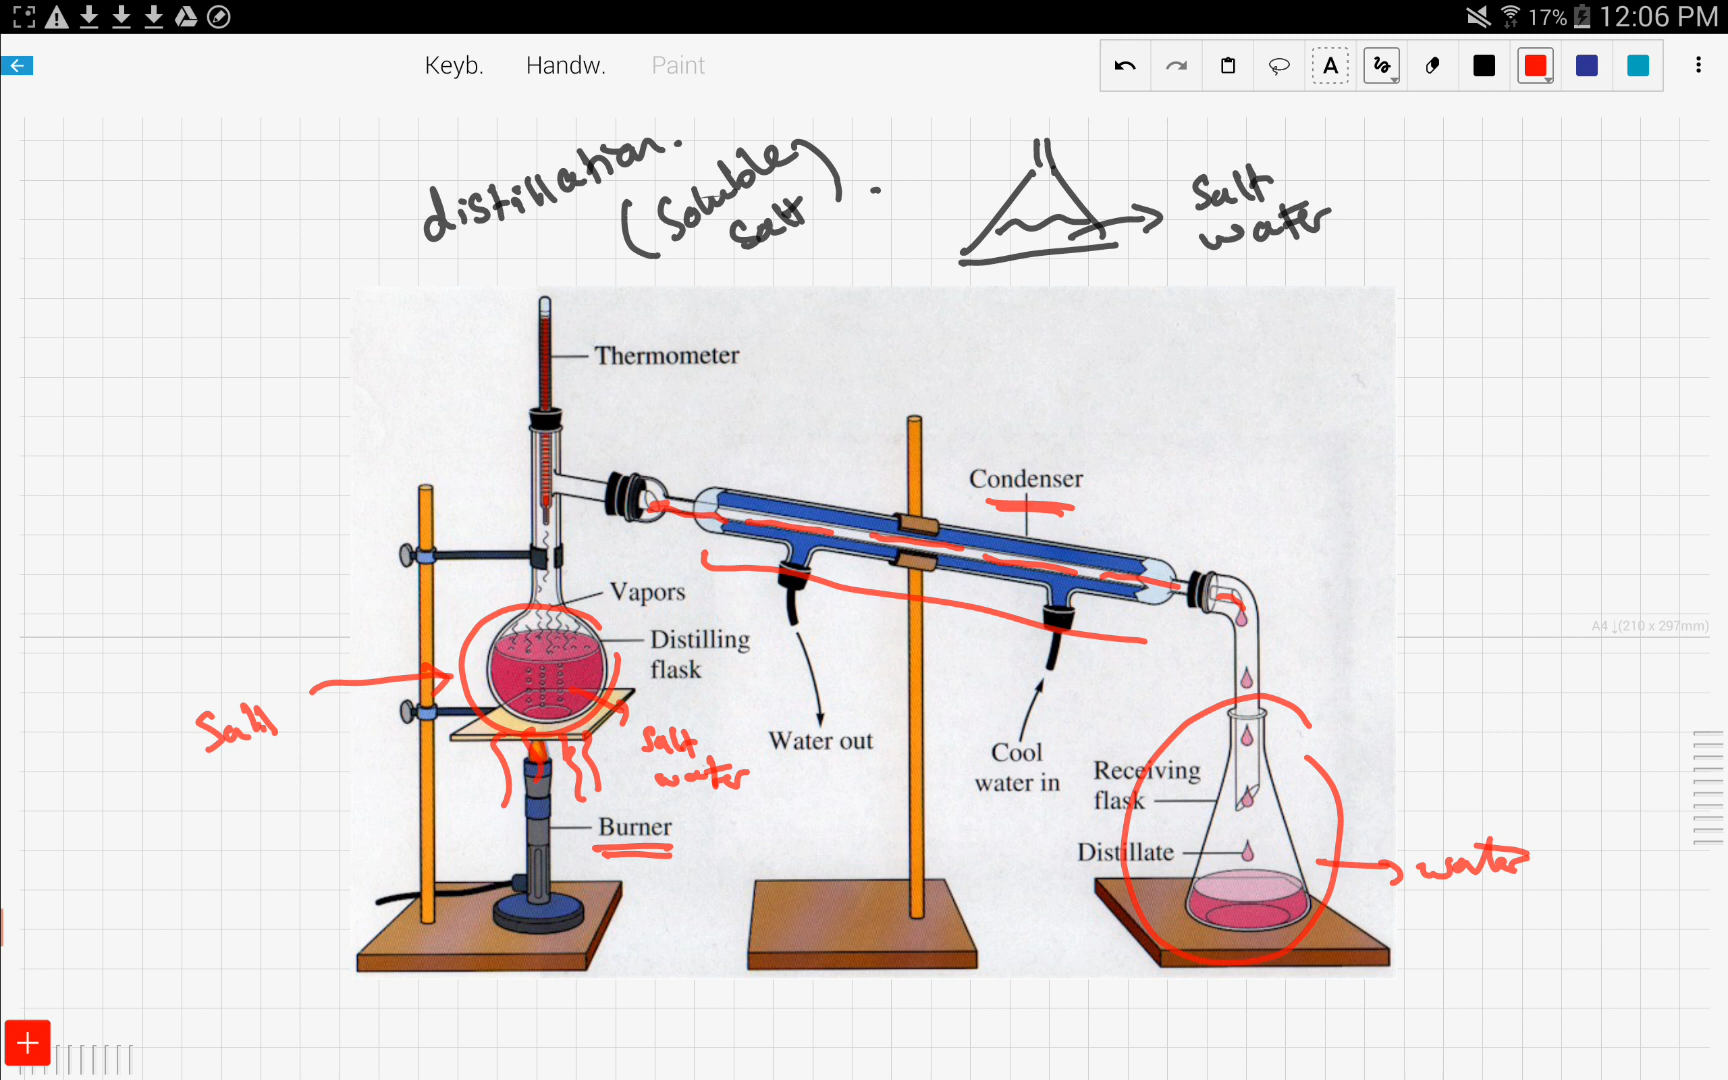 17% 12:06 PM
Keyb. Handw. Paint
A
distillation.
(Soluble
salt).
Salt
water
Thermometer
Condenser
Vapors
Distilling
flask
A4 ↓(210 x 297mm)
Salt
Salt
water
Water out
Cool
water in
Receiving
flask
Burner
Distillate
water